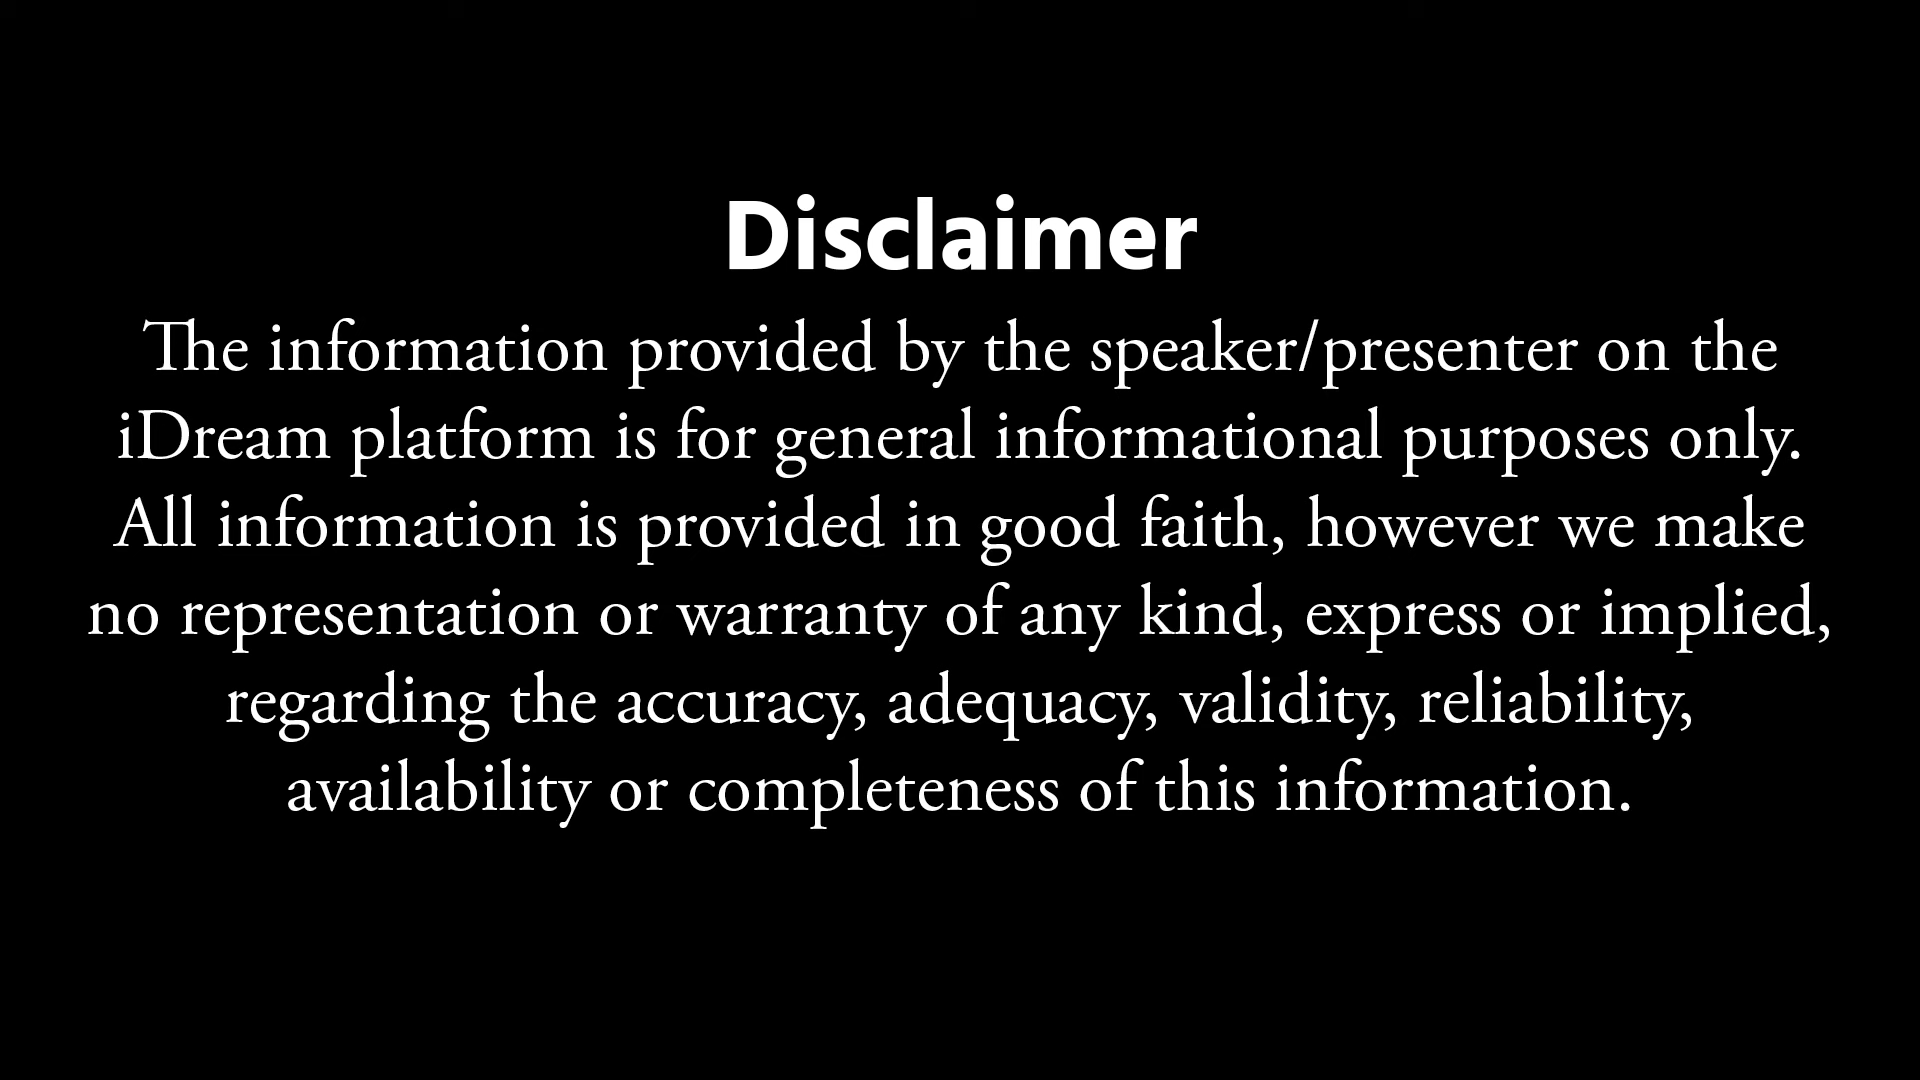 Disclaimer
The information provided by the speaker/presenter on the
iDream platform is for general informational purposes only.
All information is provided in good faith, however we make
no representation or warranty of any kind, express or implied,
regarding the accuracy, adequacy, validity, reliability,
availability or completeness of this information.